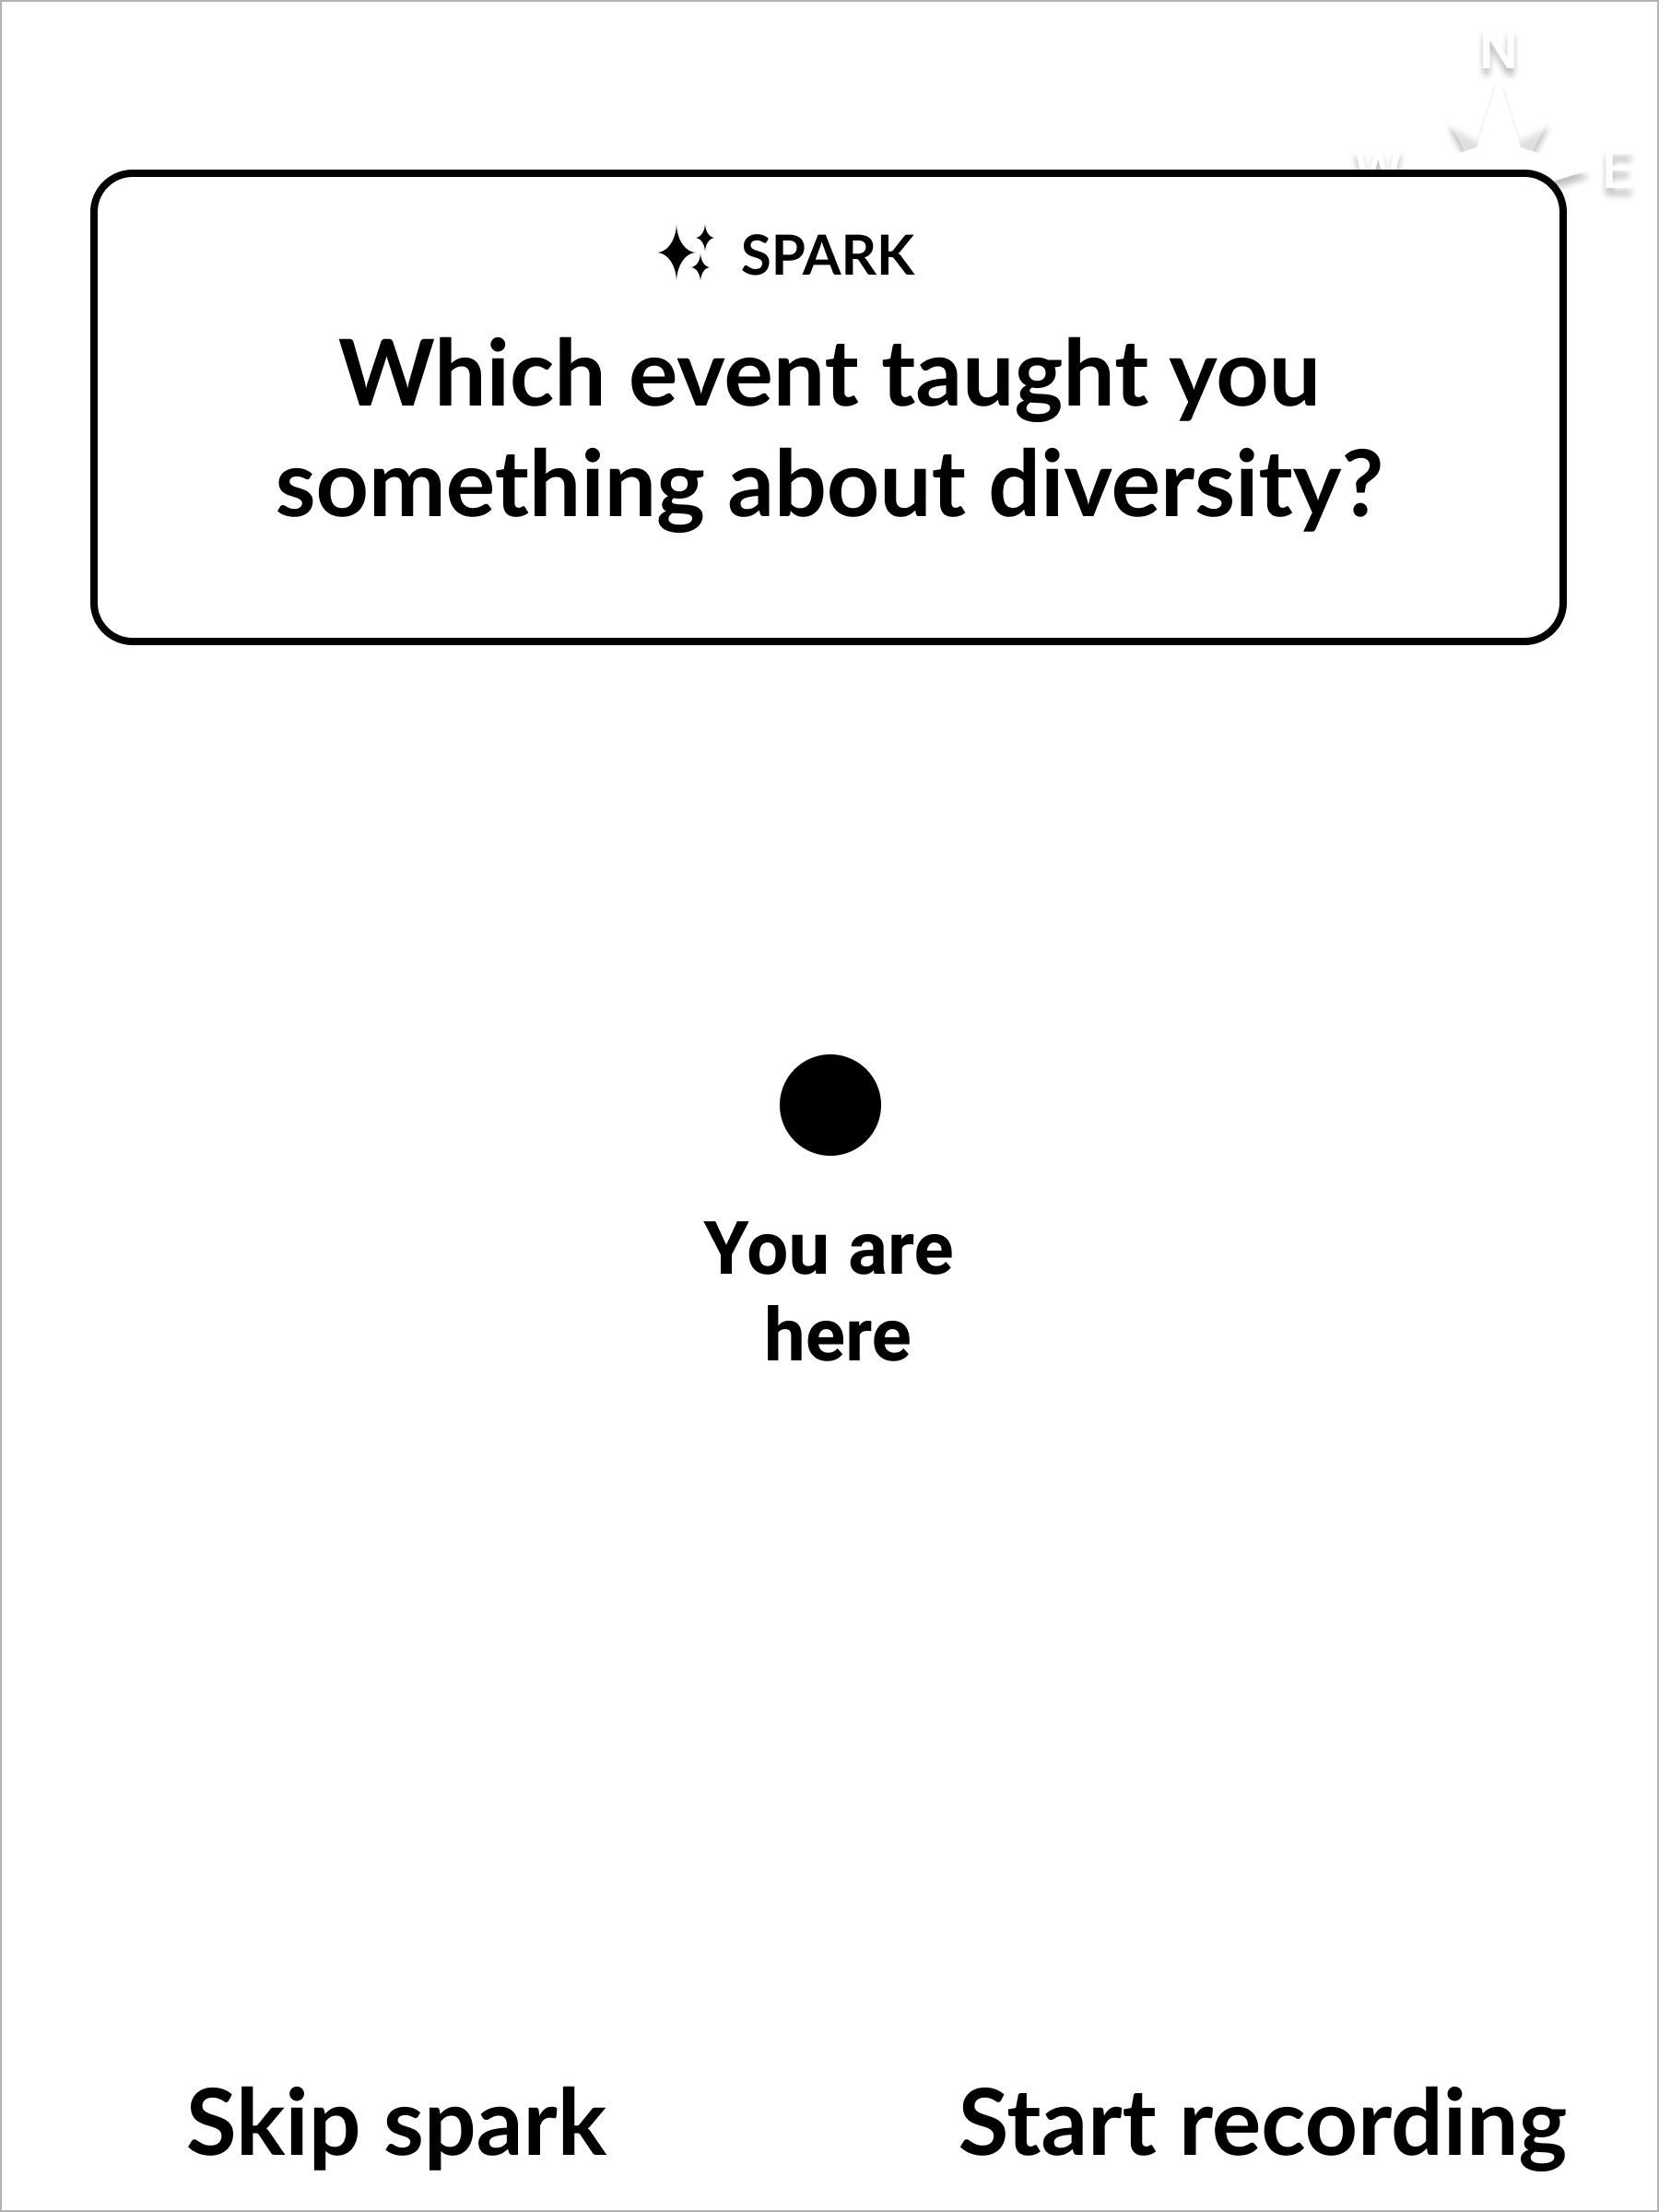 N
W
E
SPARK
Which event taught you
something about diversity?
You are
here
Skip spark
Start recording